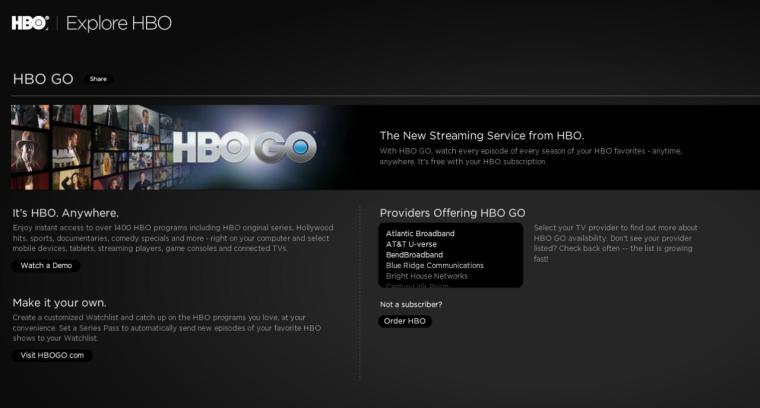 HBO | Explore HBO
HBO GO Share
HBO GO
The New Streaming Service from HBO.
With HBO GO, watch every episode of every season of your HBO favorites - anytime,
anywhere. It's free with your HBO subscription.
It's HBO. Anywhere.
Enjoy instant access to over 1400 HBO programs including HBO original series, Hollywood
hits, sports, documentaries, comedy specials and more - right on your computer and select
mobile devices, tablets, streaming players, game consoles and connected TVs.
Watch a Demo
Make it your own.
Create a customized Watchlist and catch up on the HBO programs you love, at your
convenience. Set a Series Pass to automatically send new episodes of your favorite HBO
shows to your Watchlist.
Visit HBOGO.com
Providers Offering HBO GO
Atlantic Broadband
AT&T U-verse
BendBroadband
Blue Ridge Communications
Bright House Networks
CenturyLink Prism
Select your TV provider to find out more about
HBO GO availability. Don't see your provider
listed? Check back often -- the list is growing
fast!
Not a subscriber?
Order HBO